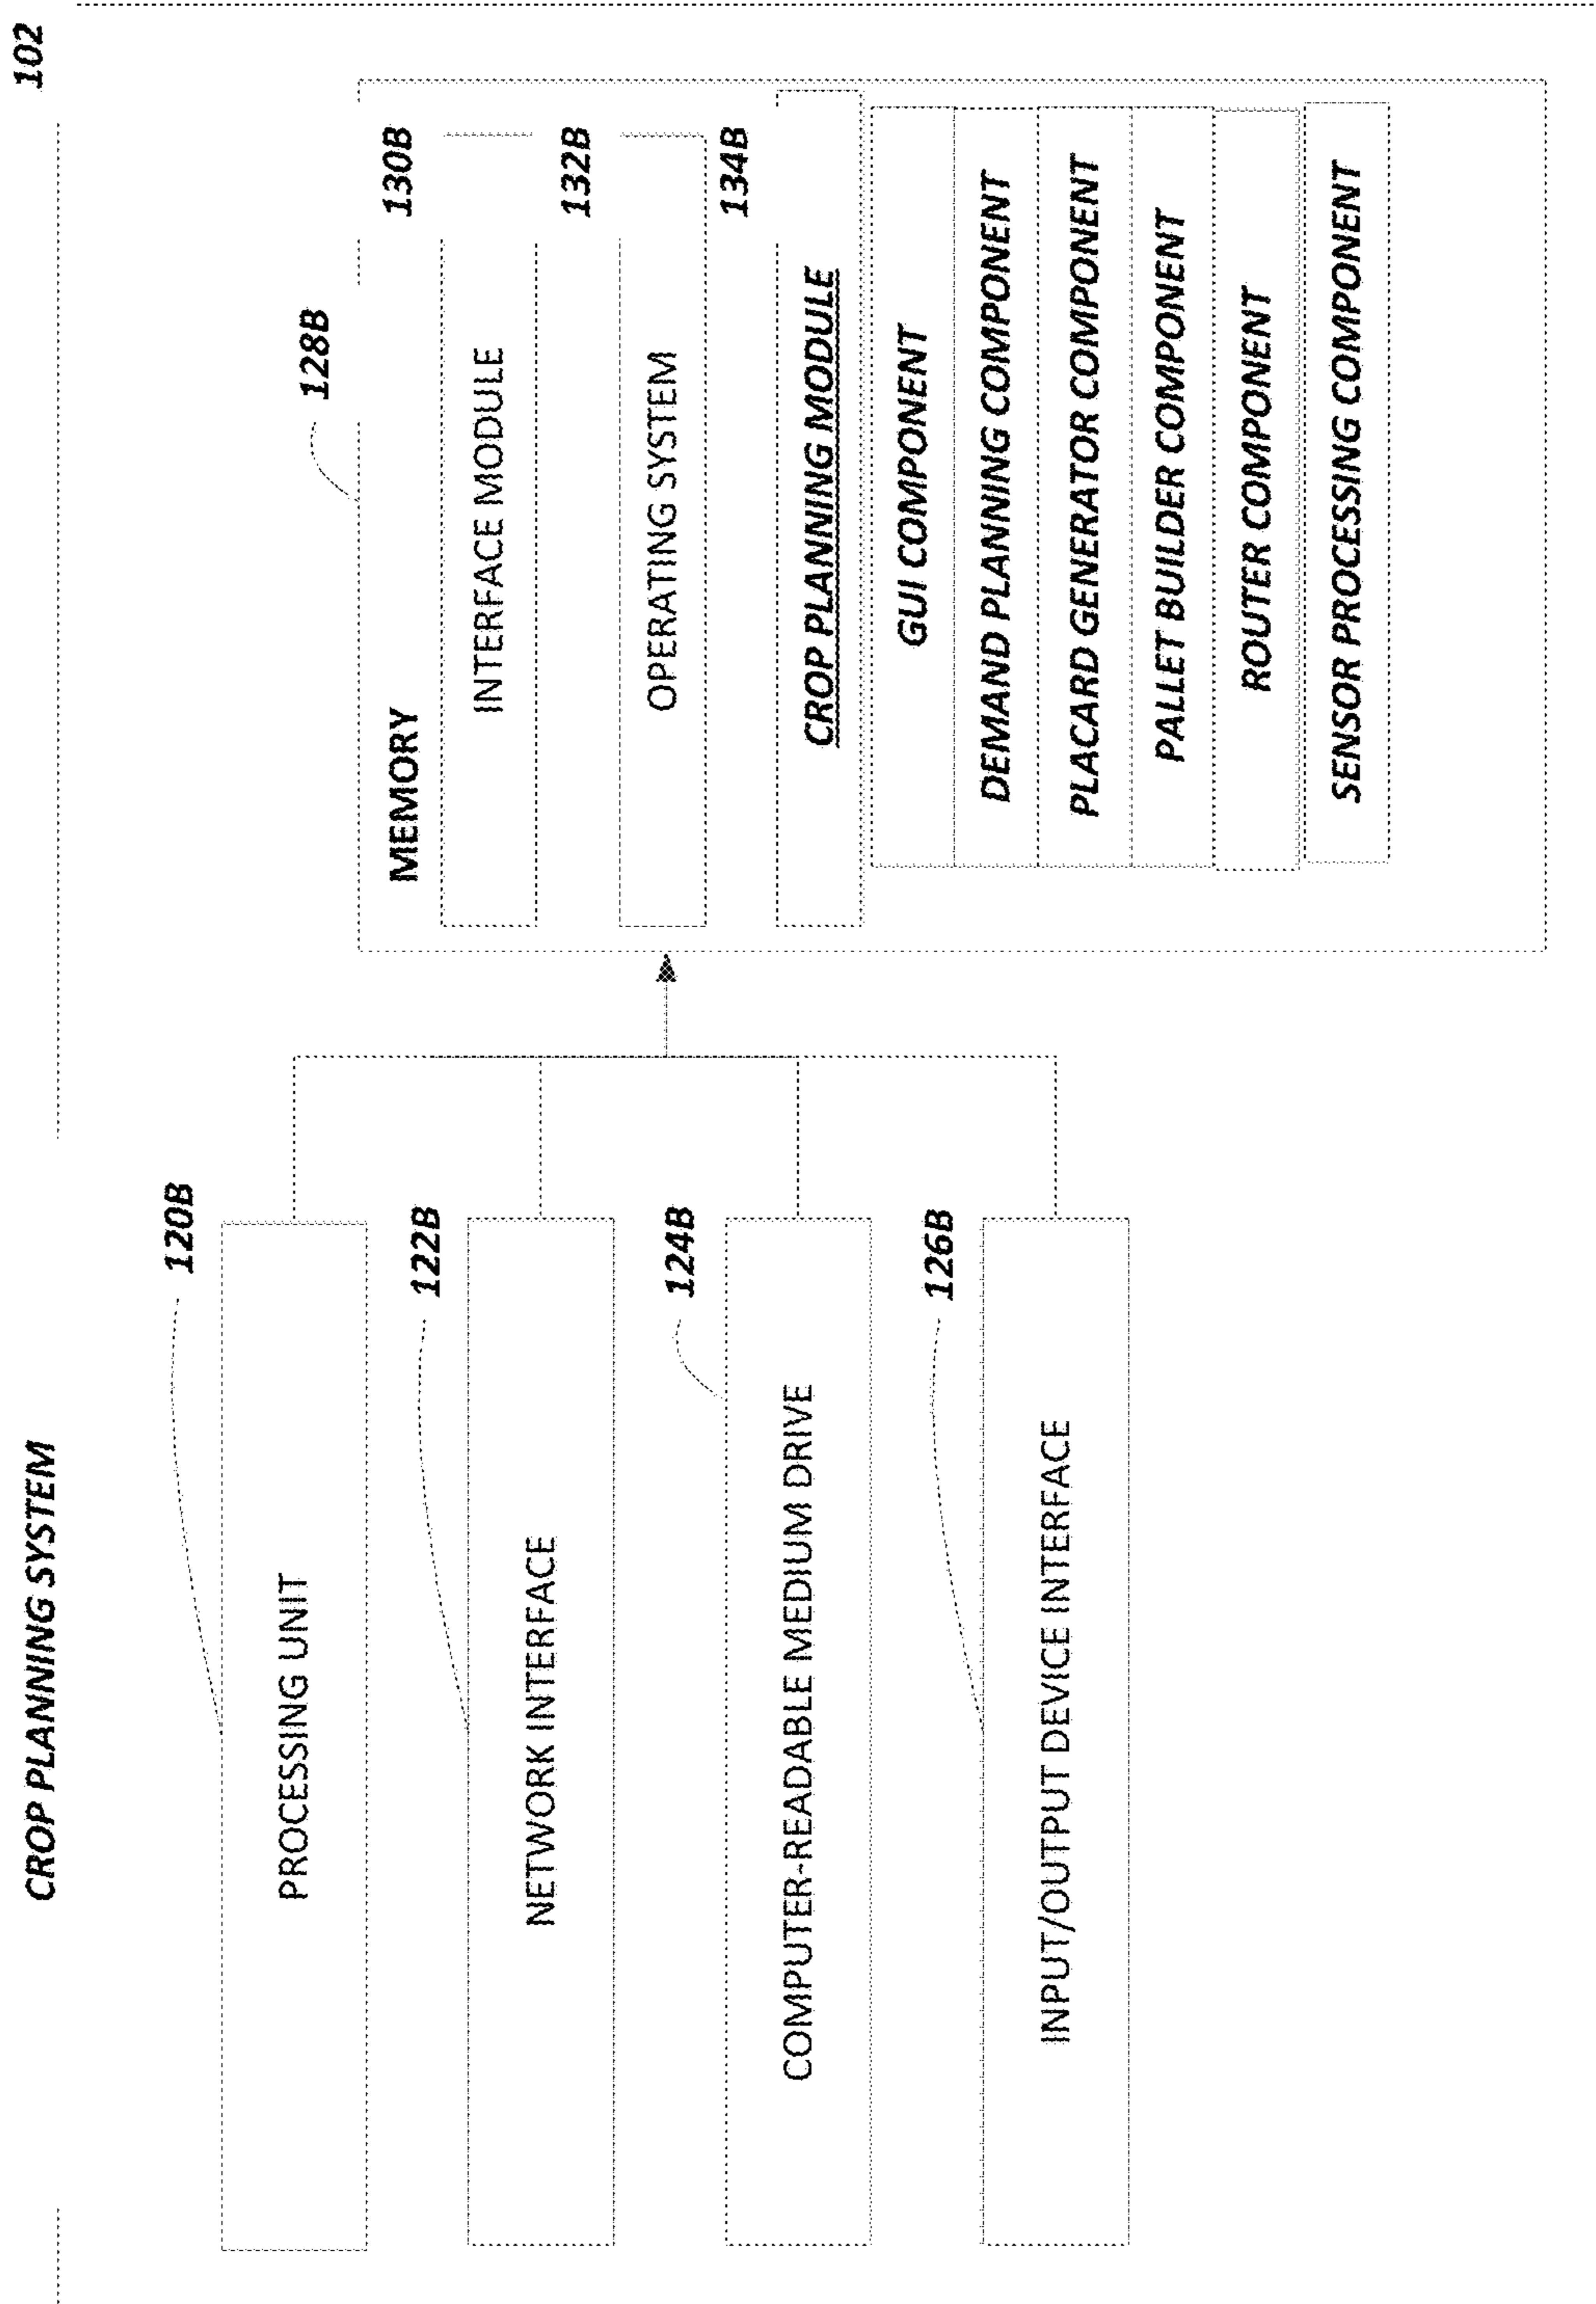 CROP PLANNING SYSTEM
102
120B
PROCESSING UNIT
122B
NETWORK INTERFACE
124B
COMPUTER-READABLE MEDIUM DRIVE
126B
INPUT/OUTPUT DEVICE INTERFACE
128B
MEMORY
130B
INTERFACE MODULE
132B
OPERATING SYSTEM
134B
CROP PLANNING MODULE
GUI COMPONENT
DEMAND PLANNING COMPONENT
PLACARD GENERATOR COMPONENT
PALLET BUILDER COMPONENT
ROUTER COMPONENT
SENSOR PROCESSING COMPONENT